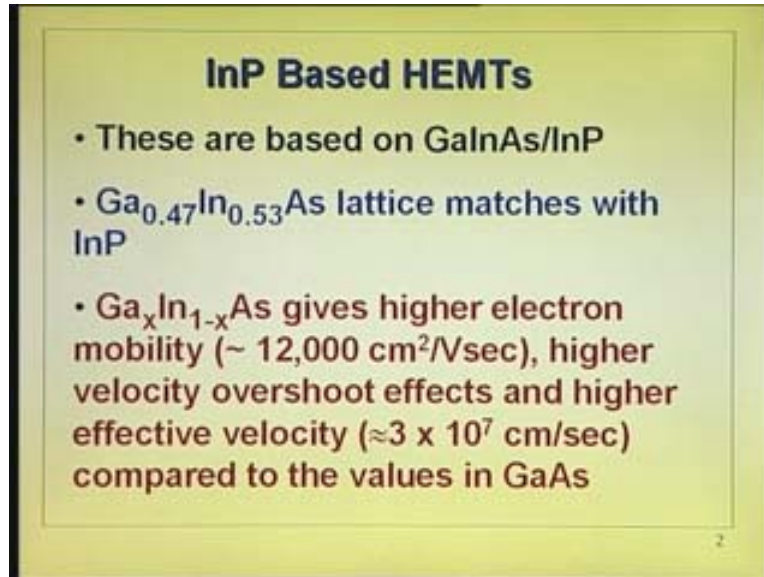 InP Based HEMTs
• These are based on GaInAs/InP
• Ga₀.₄₇In₀.₅₃As lattice matches with
InP
• GaₓIn₁₋ₓAs gives higher electron
mobility (~ 12,000 cm²/Vsec), higher
velocity overshoot effects and higher
effective velocity (≈3 x 10⁷ cm/sec)
compared to the values in GaAs
2